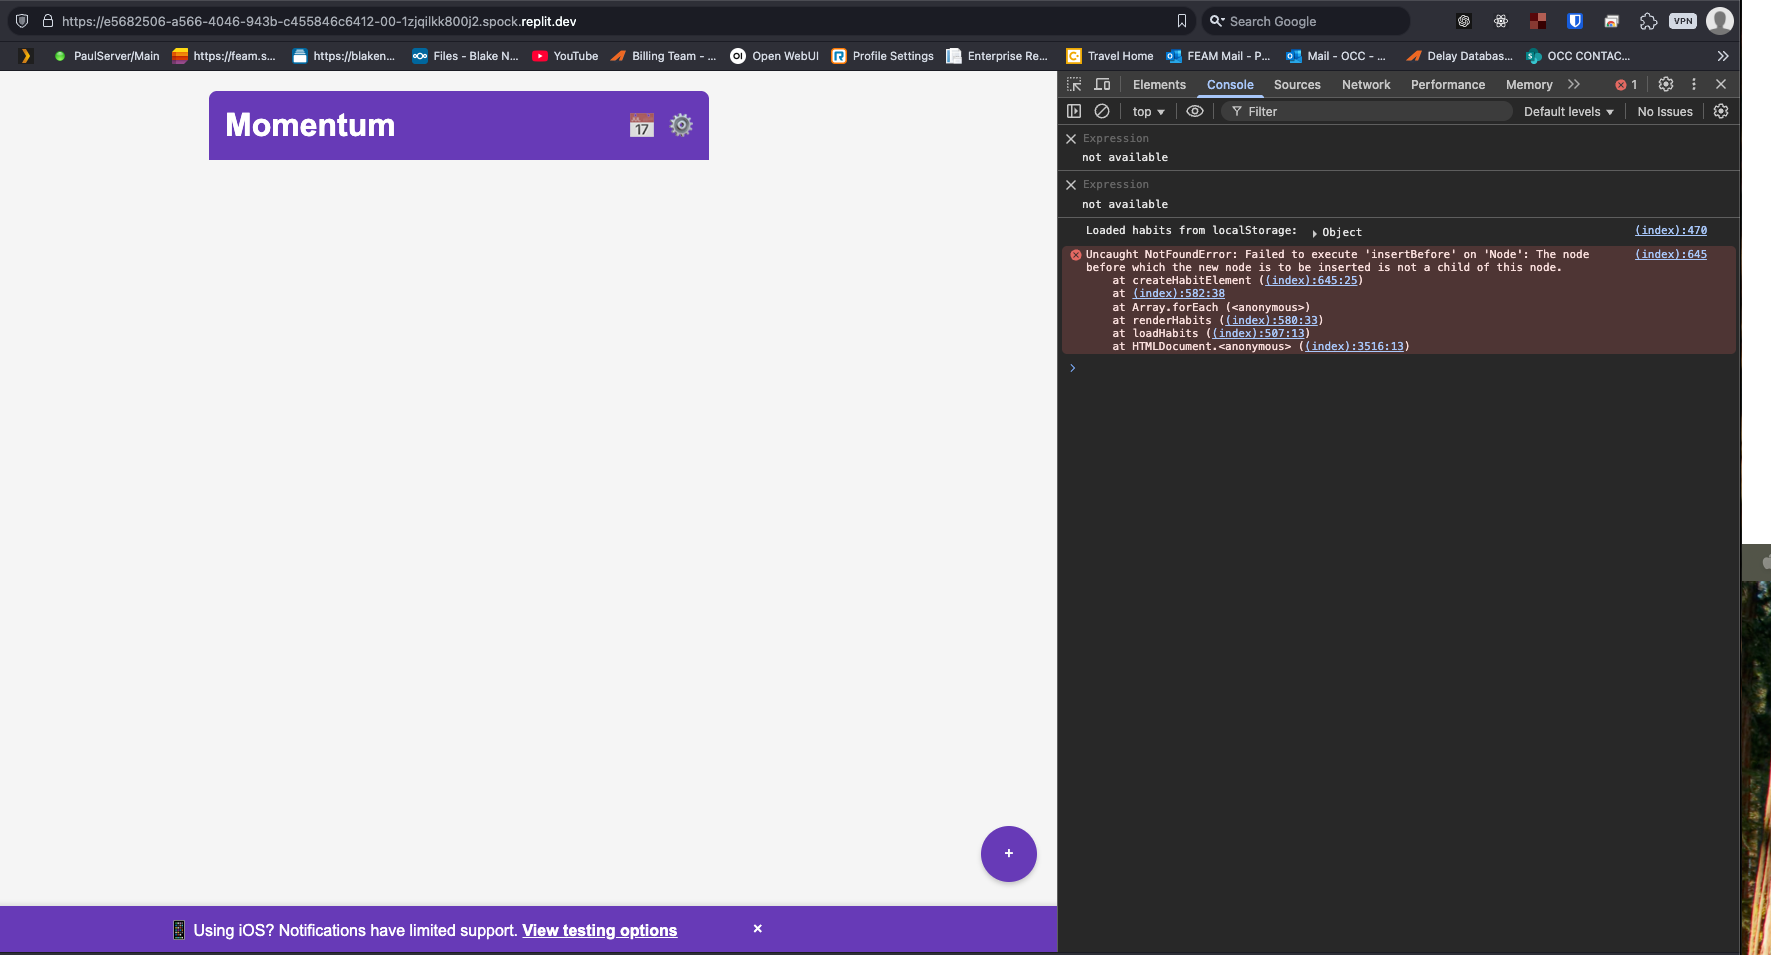 https://e5682506-a566-4046-943b-c455846c6412-00-1zjqilkk800j2.spock.replit.dev
Search Google
VPN
PaulServer/Main
https://feam.s...
https://blaken...
Files - Blake N...
YouTube
Billing Team - ...
OI
Open WebUI
Profile Settings
Enterprise Re...
Travel Home
FEAM Mail - P...
Mail - OCC - ...
Delay Databas...
OCC CONTAC...
Momentum
JUL
17
Elements Console Sources Network Performance Memory
1
top
Filter
Default levels
No Issues
Expression
not available
Expression
not available
Loaded habits from localStorage: Object (index):470
Uncaught NotFoundError: Failed to execute 'insertBefore' on 'Node': The node (index):645
before which the new node is to be inserted is not a child of this node.
at createHabitElement ((index):645:25)
at (index):582:38
at Array.forEach (<anonymous>)
at renderHabits ((index):580:33)
at loadHabits ((index):507:13)
at HTMLDocument.<anonymous> ((index):3516:13)
+
Using iOS? Notifications have limited support. View testing options ×